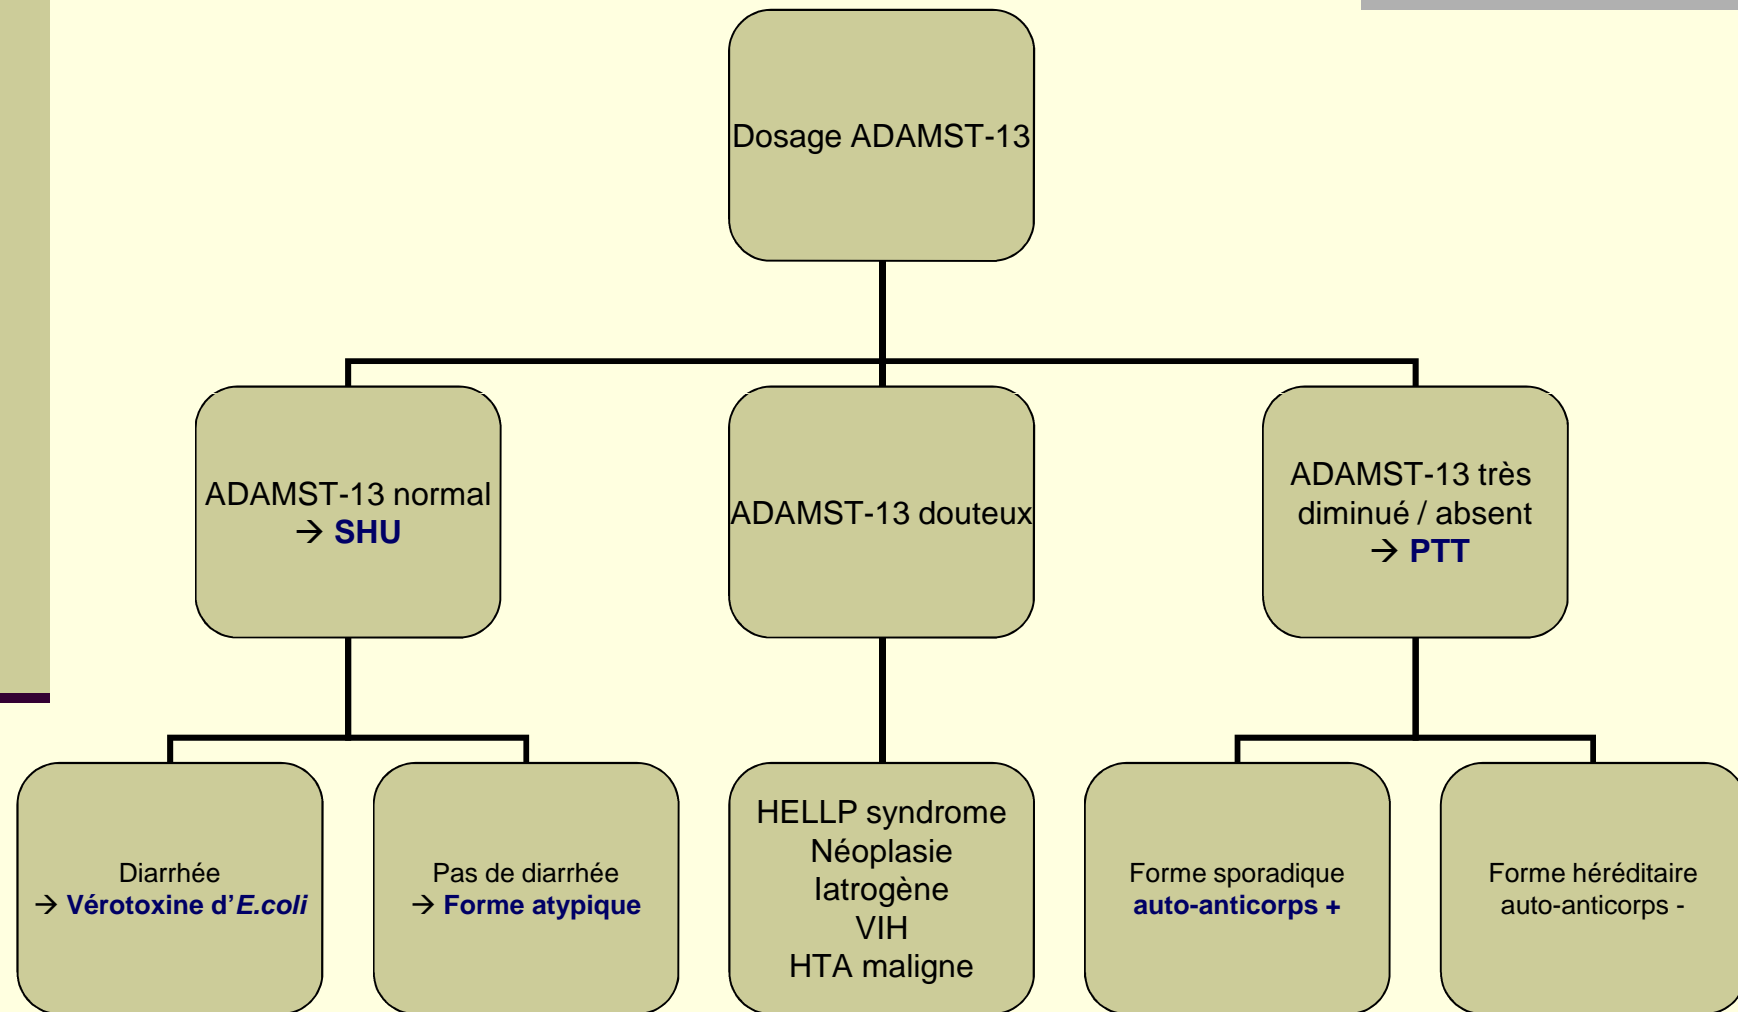 Dosage ADAMST-13
ADAMST-13 normal
→ SHU
ADAMST-13 douteux
ADAMST-13 très
diminué / absent
→ PTT
Diarrhée
→ Vérotoxine d’E.coli
Pas de diarrhée
→ Forme atypique
HELLP syndrome
Néoplasie
Iatrogène
VIH
HTA maligne
Forme sporadique
auto-anticorps +
Forme héréditaire
auto-anticorps -